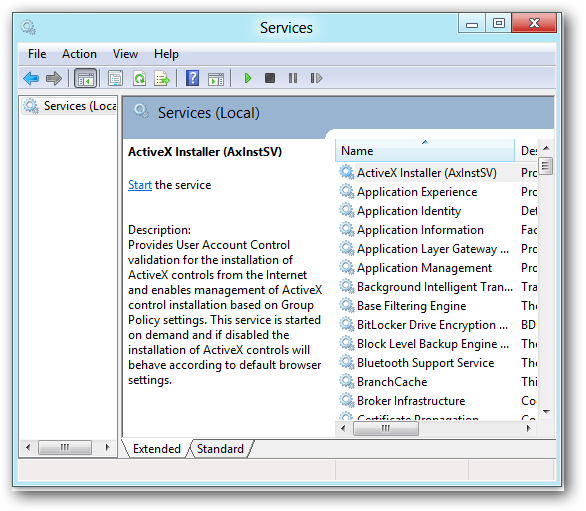 Services
File Action View Help
Services (Loca
Services (Local)
ActiveX Installer (AxInstSV)
Start the service
Description:
Provides User Account Control
validation for the installation of
ActiveX controls from the Internet
and enables management of ActiveX
control installation based on Group
Policy settings. This service is started
on demand and if disabled the
installation of ActiveX controls will
behave according to default browser
settings.
Name Des
ActiveX Installer (AxInstSV) Pro
Application Experience Pro
Application Identity Det
Application Information Fac
Application Layer Gateway ... Pro
Application Management Pro
Background Intelligent Tran... Tra
Base Filtering Engine The
BitLocker Drive Encryption ... BD
Block Level Backup Engine ... The
Bluetooth Support Service The
BranchCache Thi
Broker Infrastructure Co
Certificate Propagation Co
Extended Standard